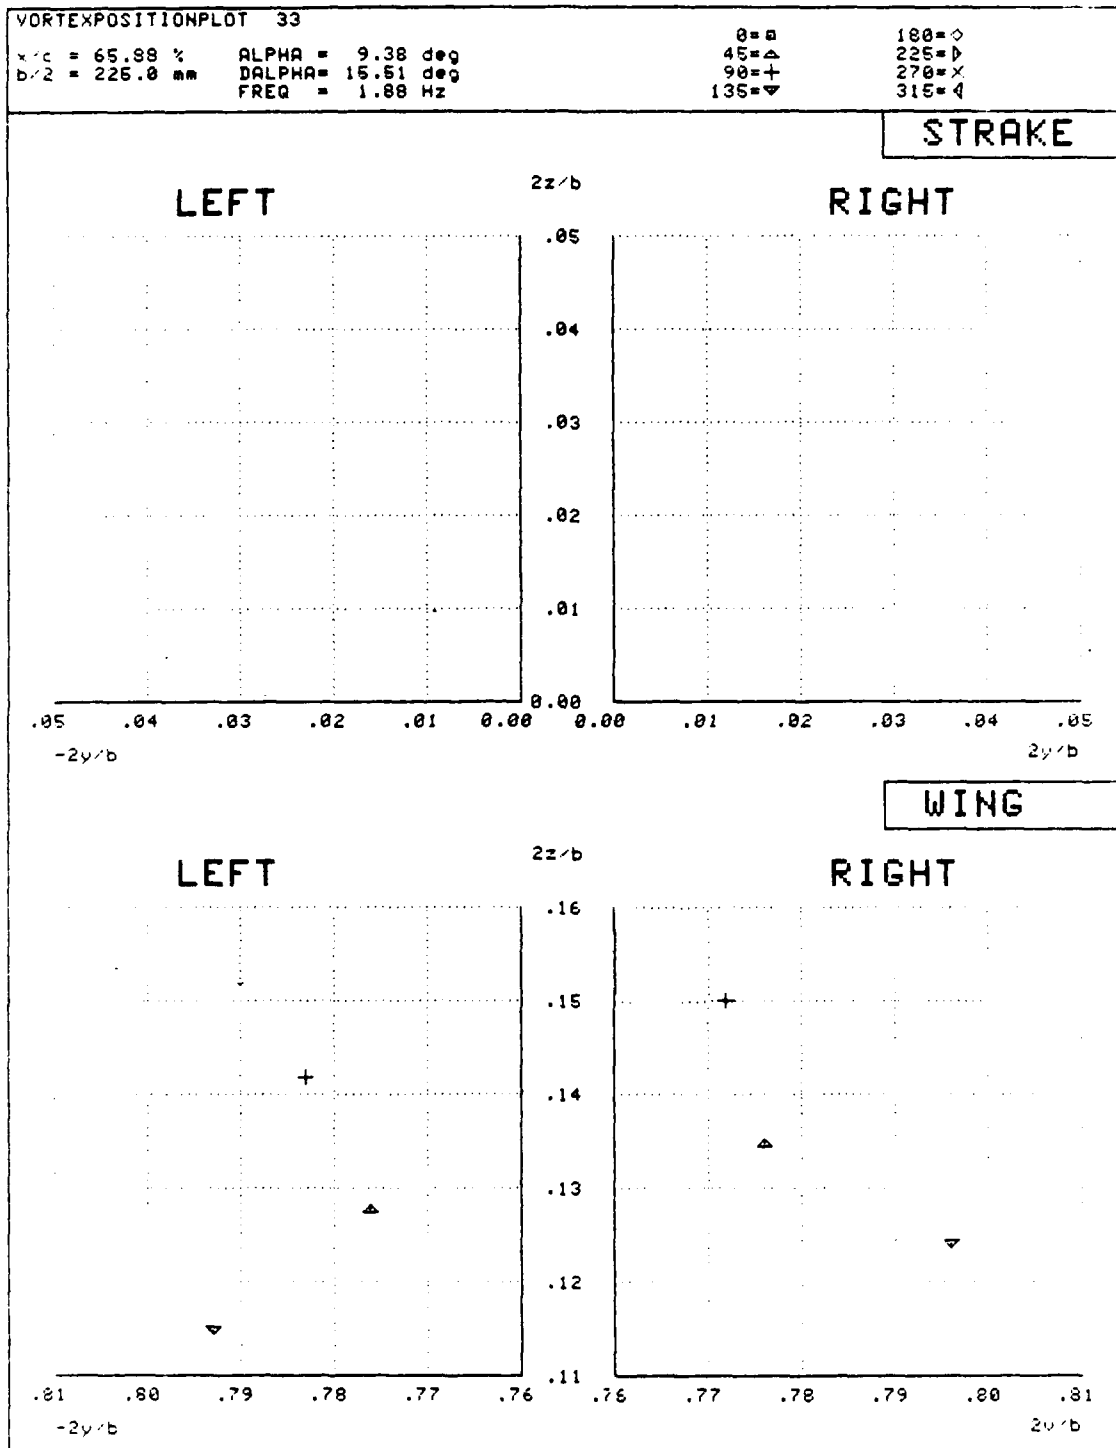 VORTEXPOSITIONPLOT 33
x/c = 65.88 % ALPHA = 9.38 deg 0= 180=
b/2 = 225.0 mm DALPHA= 15.51 deg 45= 225=
FREQ = 1.88 Hz 90= 270=
135= 315=
STRAKE
2z/b
LEFT RIGHT
.05
.04
.03
.02
.01
0.00
.05 .04 .03 .02 .01 0.00 0.00 .01 .02 .03 .04 .05
-2y/b 2y/b
WING
2z/b
LEFT RIGHT
.16
.15
.14
.13
.12
.11
.81 .80 .79 .78 .77 .76 .76 .77 .78 .79 .80 .81
-2y/b 2y/b